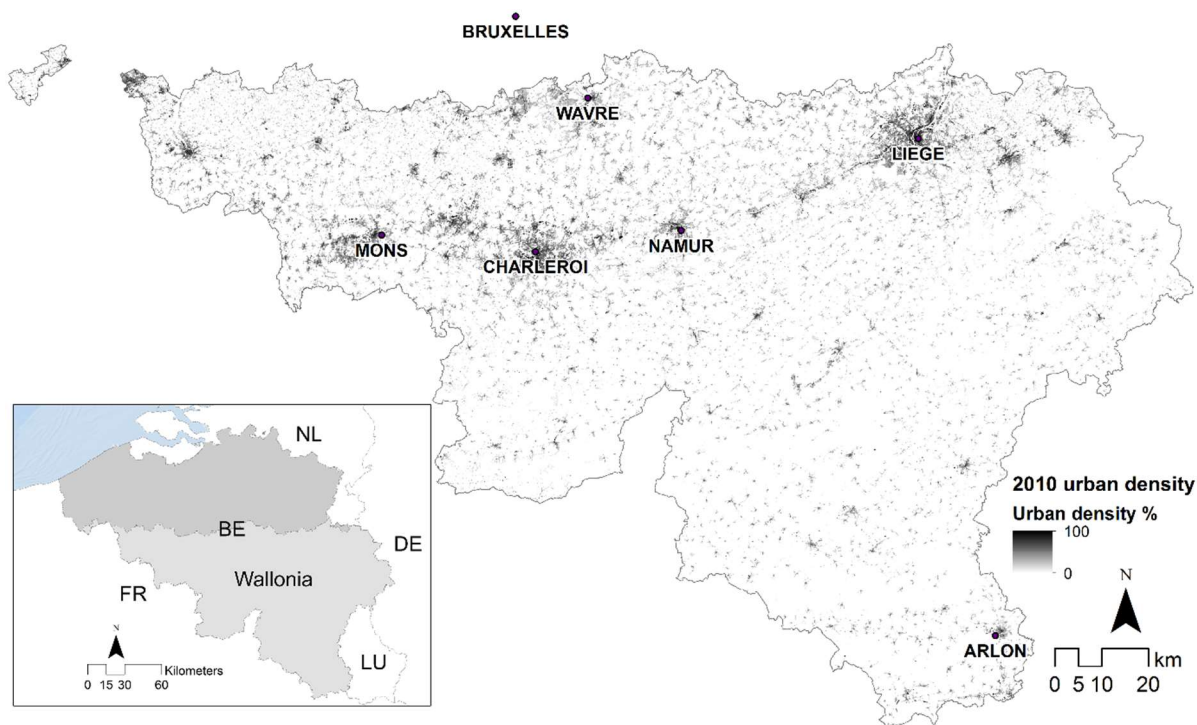 BRUXELLES
WAVRE
LIEGE
MONS
CHARLEROI
NAMUR
NL
BE
DE
Wallonia
FR
N
LU
Kilometers
0 15 30 60
2010 urban density
Urban density %
100
0
N
ARLON
km
0 5 10 20